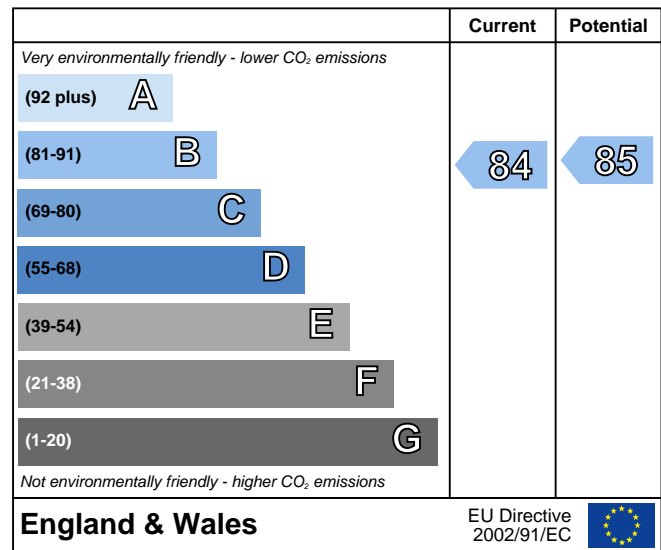 Current Potential
Very environmentally friendly - lower CO₂ emissions
(92 plus) A
(81-91) B
84 85
(69-80) C
(55-68) D
(39-54) E
(21-38) F
(1-20) G
Not environmentally friendly - higher CO₂ emissions
England & Wales
EU Directive
2002/91/EC